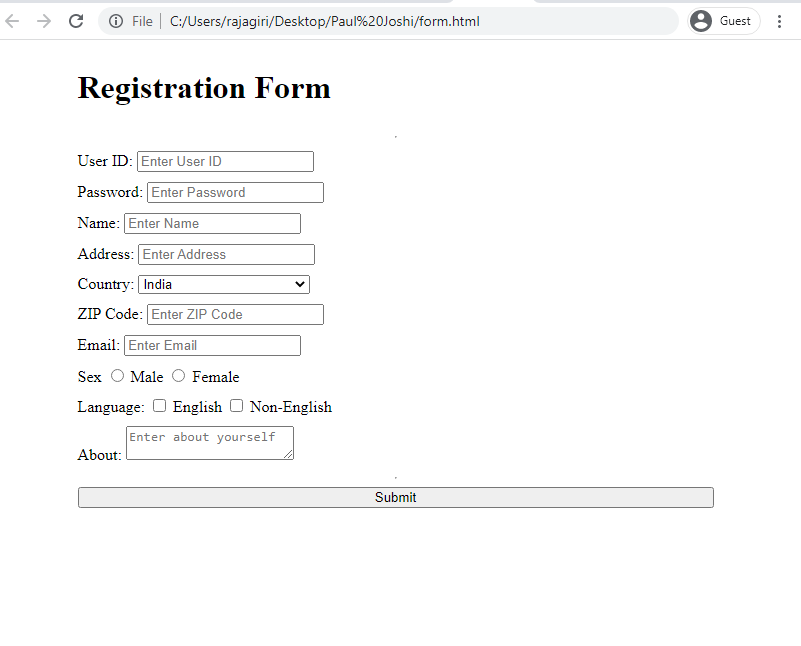 File C:/Users/rajagiri/Desktop/Paul%20Joshi/form.html Guest
Registration Form
User ID: Enter User ID
Password: Enter Password
Name: Enter Name
Address: Enter Address
Country: India
ZIP Code: Enter ZIP Code
Email: Enter Email
Sex Male Female
Language: English Non-English
About: Enter about yourself
Submit